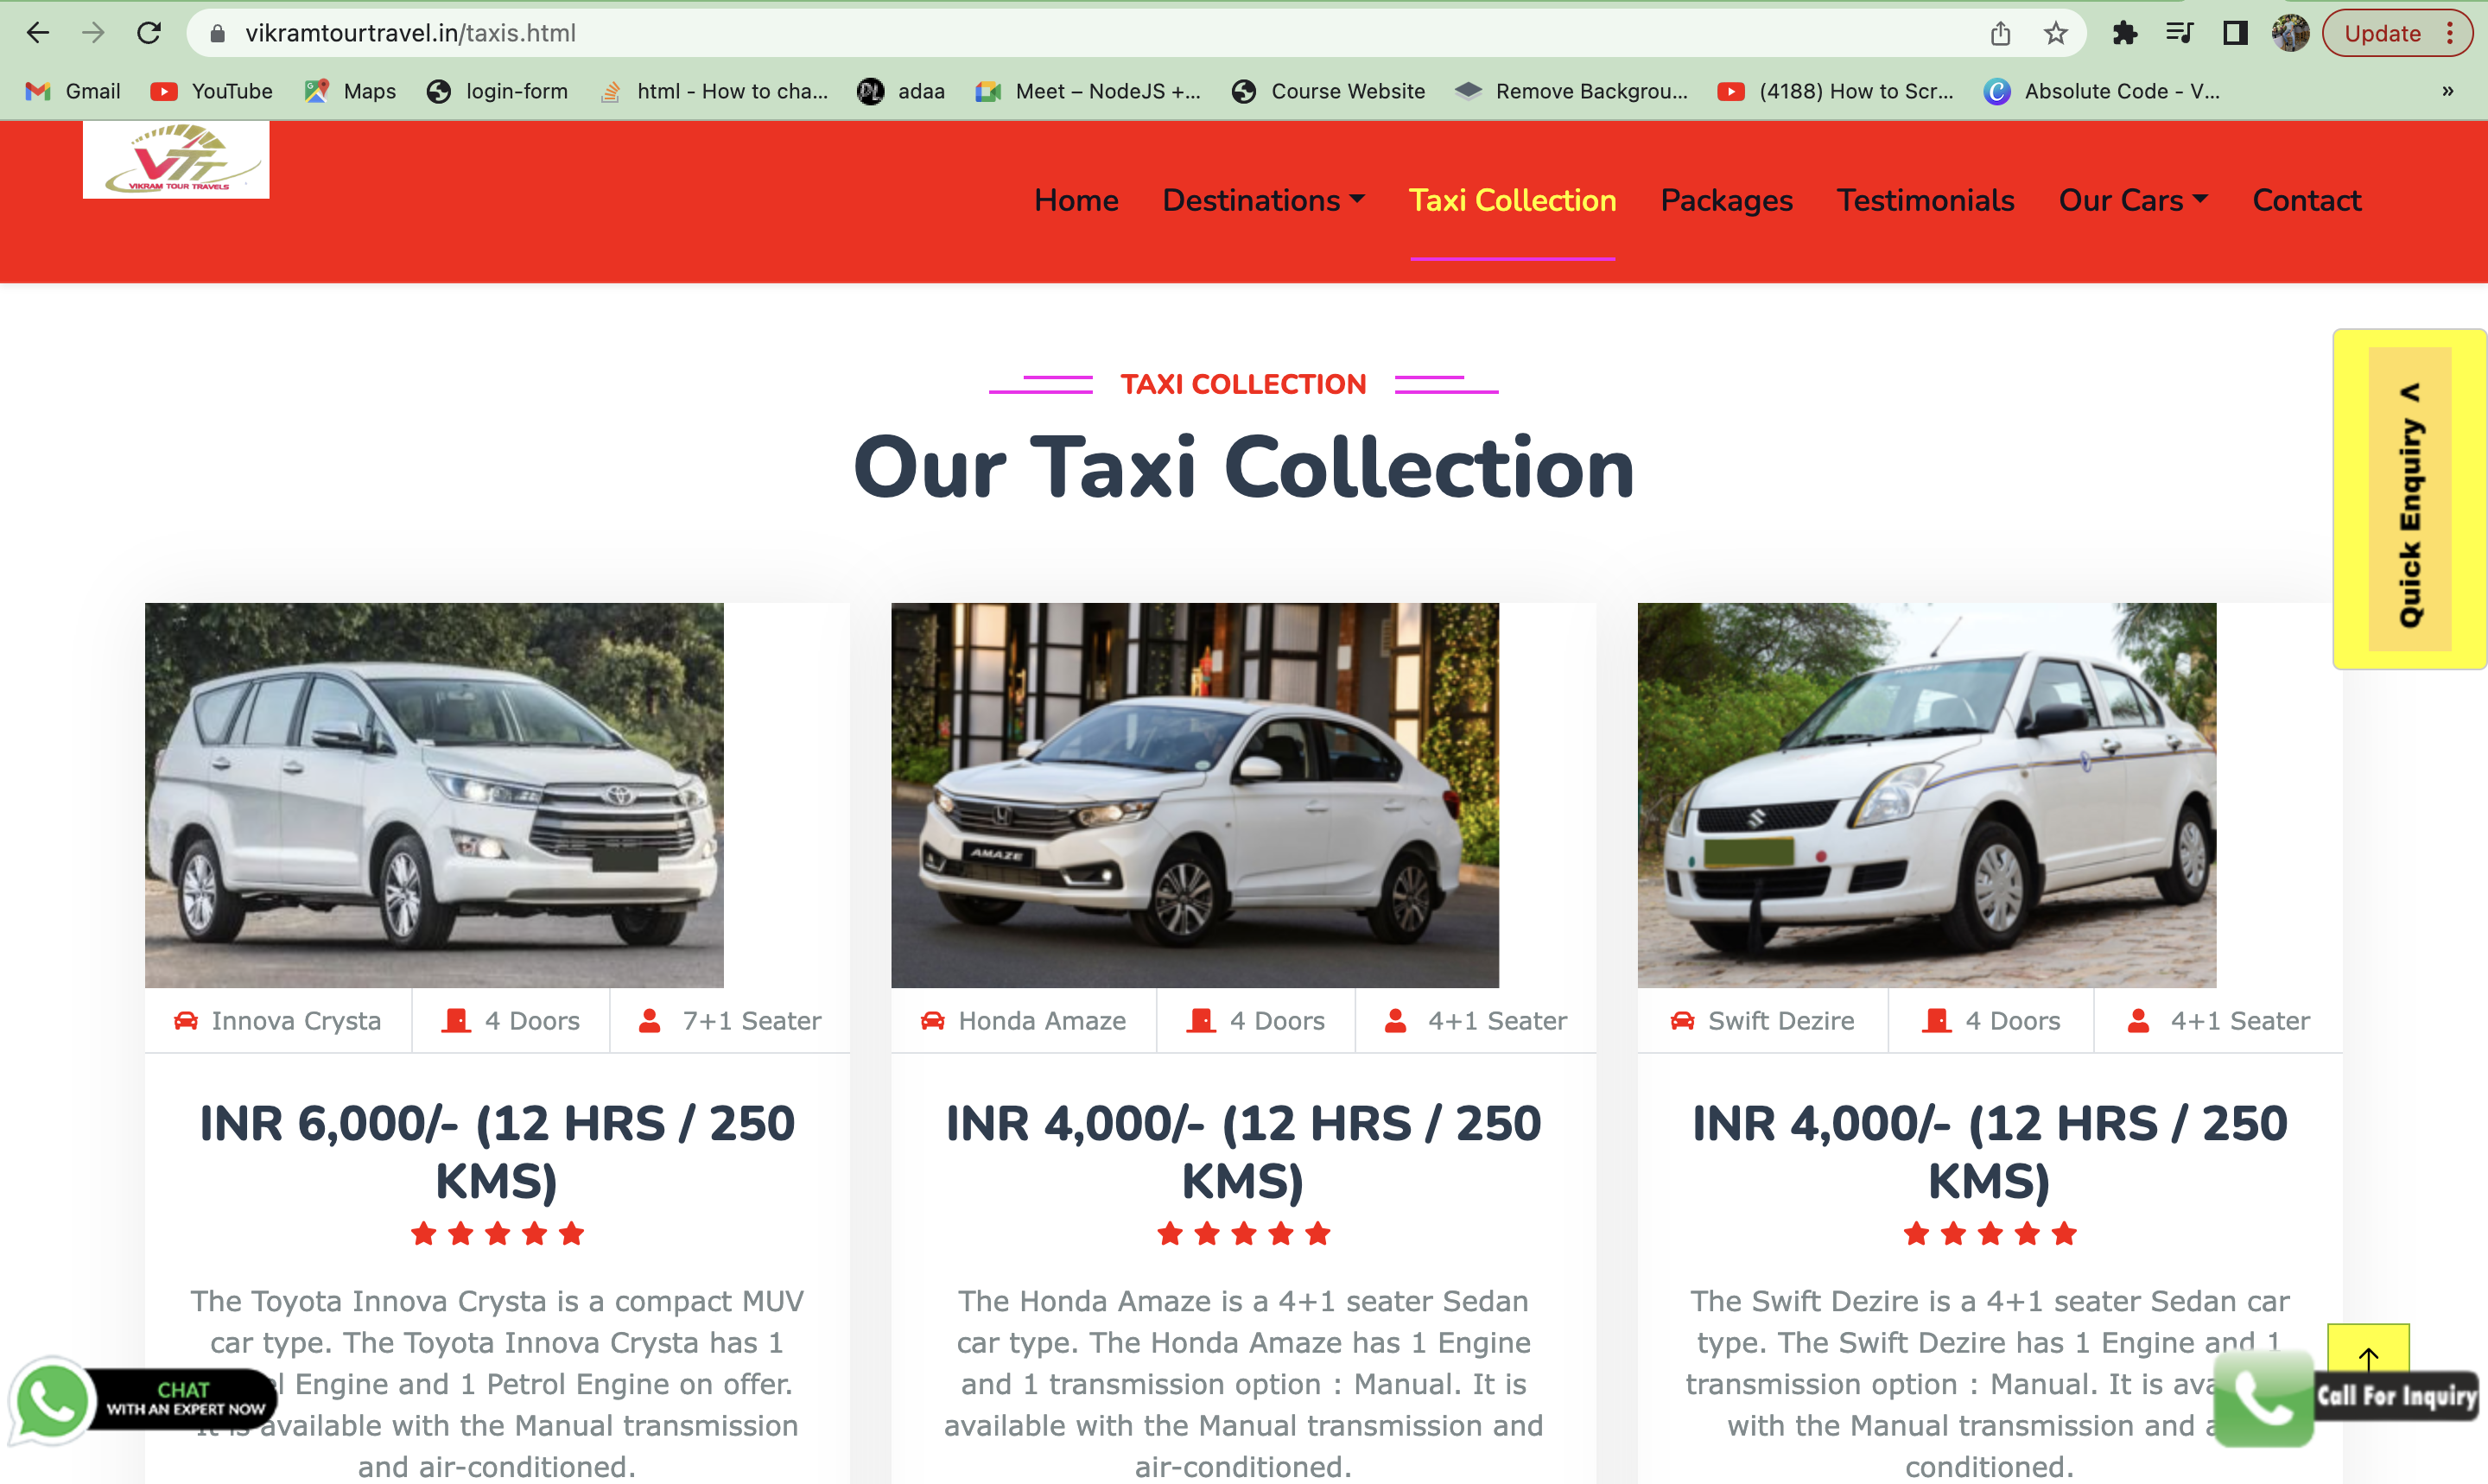 vikramtourtravel.in/taxis.html
Update
Gmail
YouTube
Maps
login-form
html - How to cha...
adaa
Meet – NodeJS +...
Course Website
Remove Backgrou...
(4188) How to Scr...
Absolute Code - V...
»
VTT
VIKRAM TOUR TRAVELS
Home
Destinations
Taxi Collection
Packages
Testimonials
Our Cars
Contact
TAXI COLLECTION
Our Taxi Collection
Quick Enquiry >
AMAZE
Innova Crysta
4 Doors
7+1 Seater
INR 6,000/- (12 HRS / 250
KMS)
The Toyota Innova Crysta is a compact MUV
car type. The Toyota Innova Crysta has 1
Engine and 1 Petrol Engine on offer.
available with the Manual transmission
and air-conditioned.
Honda Amaze
4 Doors
4+1 Seater
INR 4,000/- (12 HRS / 250
KMS)
The Honda Amaze is a 4+1 seater Sedan
car type. The Honda Amaze has 1 Engine
and 1 transmission option : Manual. It is
available with the Manual transmission and
air-conditioned.
Swift Dezire
4 Doors
4+1 Seater
INR 4,000/- (12 HRS / 250
KMS)
The Swift Dezire is a 4+1 seater Sedan car
type. The Swift Dezire has 1 Engine and 1
transmission option : Manual. It is
with the Manual transmission and
conditioned.
CHAT
WITH AN EXPERT NOW
Call For Inquiry